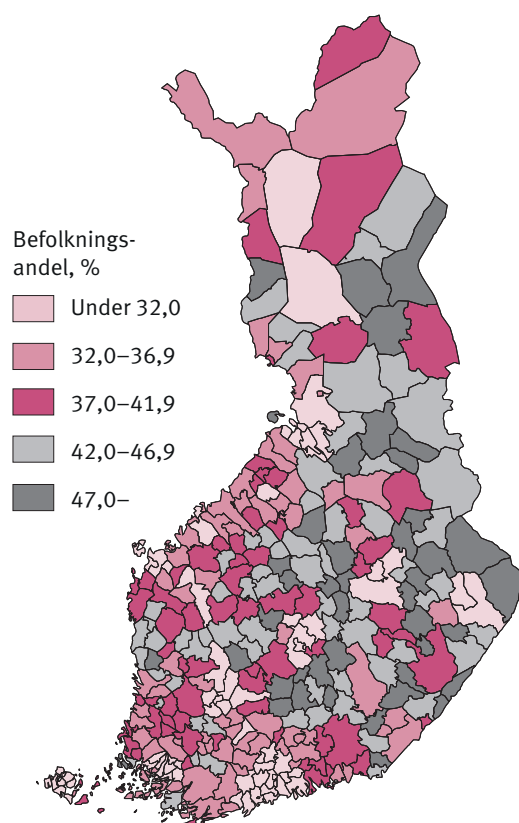 Befolknings-
andel, %
Under 32,0
32,0–36,9
37,0–41,9
42,0–46,9
47,0–